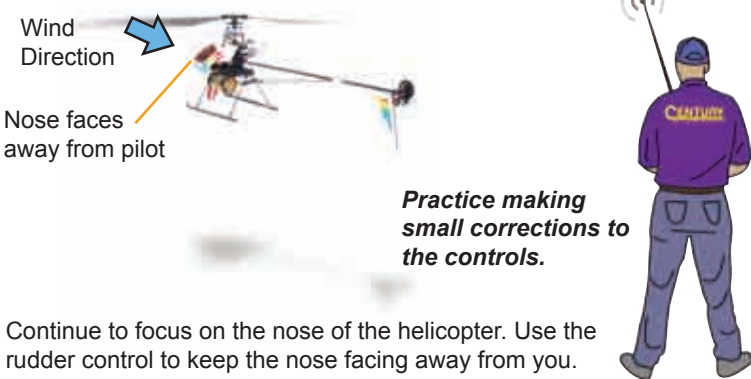 Wind
Direction
Nose faces
away from pilot
CENTURY
Practice making
small corrections to
the controls.
Continue to focus on the nose of the helicopter. Use the
rudder control to keep the nose facing away from you.